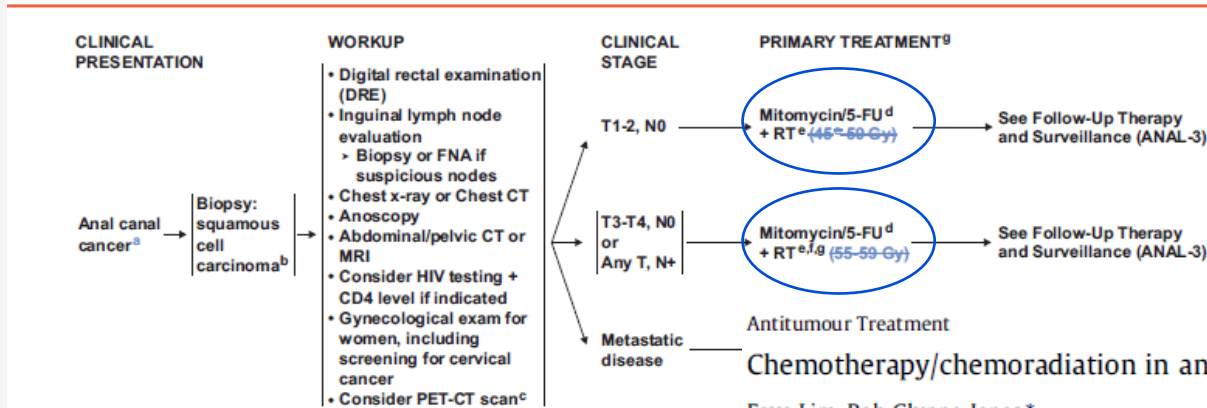 CLINICAL
PRESENTATION
WORKUP
CLINICAL
STAGE
PRIMARY TREATMENTg
Anal canal
cancera
Biopsy:
squamous
cell
carcinomab
• Digital rectal examination
(DRE)
• Inguinal lymph node
evaluation
➤ Biopsy or FNA if
suspicious nodes
• Chest x-ray or Chest CT
• Anoscopy
• Abdominal/pelvic CT or
MRI
• Consider HIV testing +
CD4 level if indicated
• Gynecological exam for
women, including
screening for cervical
cancer
• Consider PET-CT scanc
T1-2, N0
Mitomycin/5-FUd
+ RTe (45e-59 Gy)
See Follow-Up Therapy
and Surveillance (ANAL-3)
T3-T4, N0
or
Any T, N+
Mitomycin/5-FUd
+ RTe,f,g (55-59 Gy)
See Follow-Up Therapy
and Surveillance (ANAL-3)
Metastatic
disease
Antitumour Treatment
Chemotherapy/chemoradiation in an